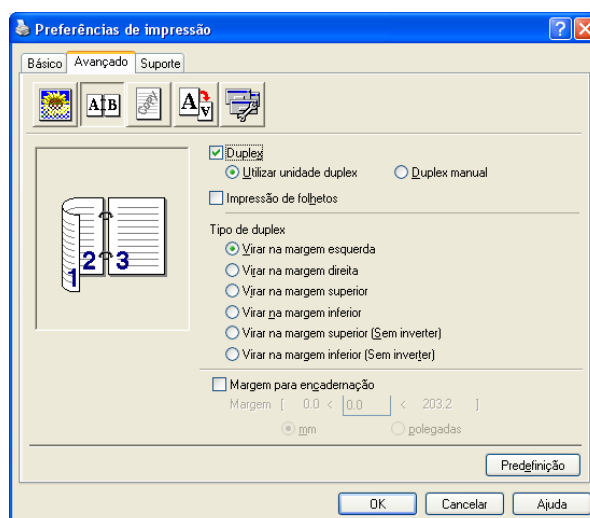 Preferências de impressão
Básico Avançado Suporte
A B A A
Duplex
Utilizar unidade duplex Duplex manual
Impressão de folhetos
1 2 3
Tipo de duplex
Virar na margem esquerda
Virar na margem direita
Virar na margem superior
Virar na margem inferior
Virar na margem superior (Sem inverter)
Virar na margem inferior (Sem inverter)
Margem para encadernação
Margem [ 0.0 < 0.0 < 203.2 ]
mm polegadas
Predefinição
OK Cancelar Ajuda